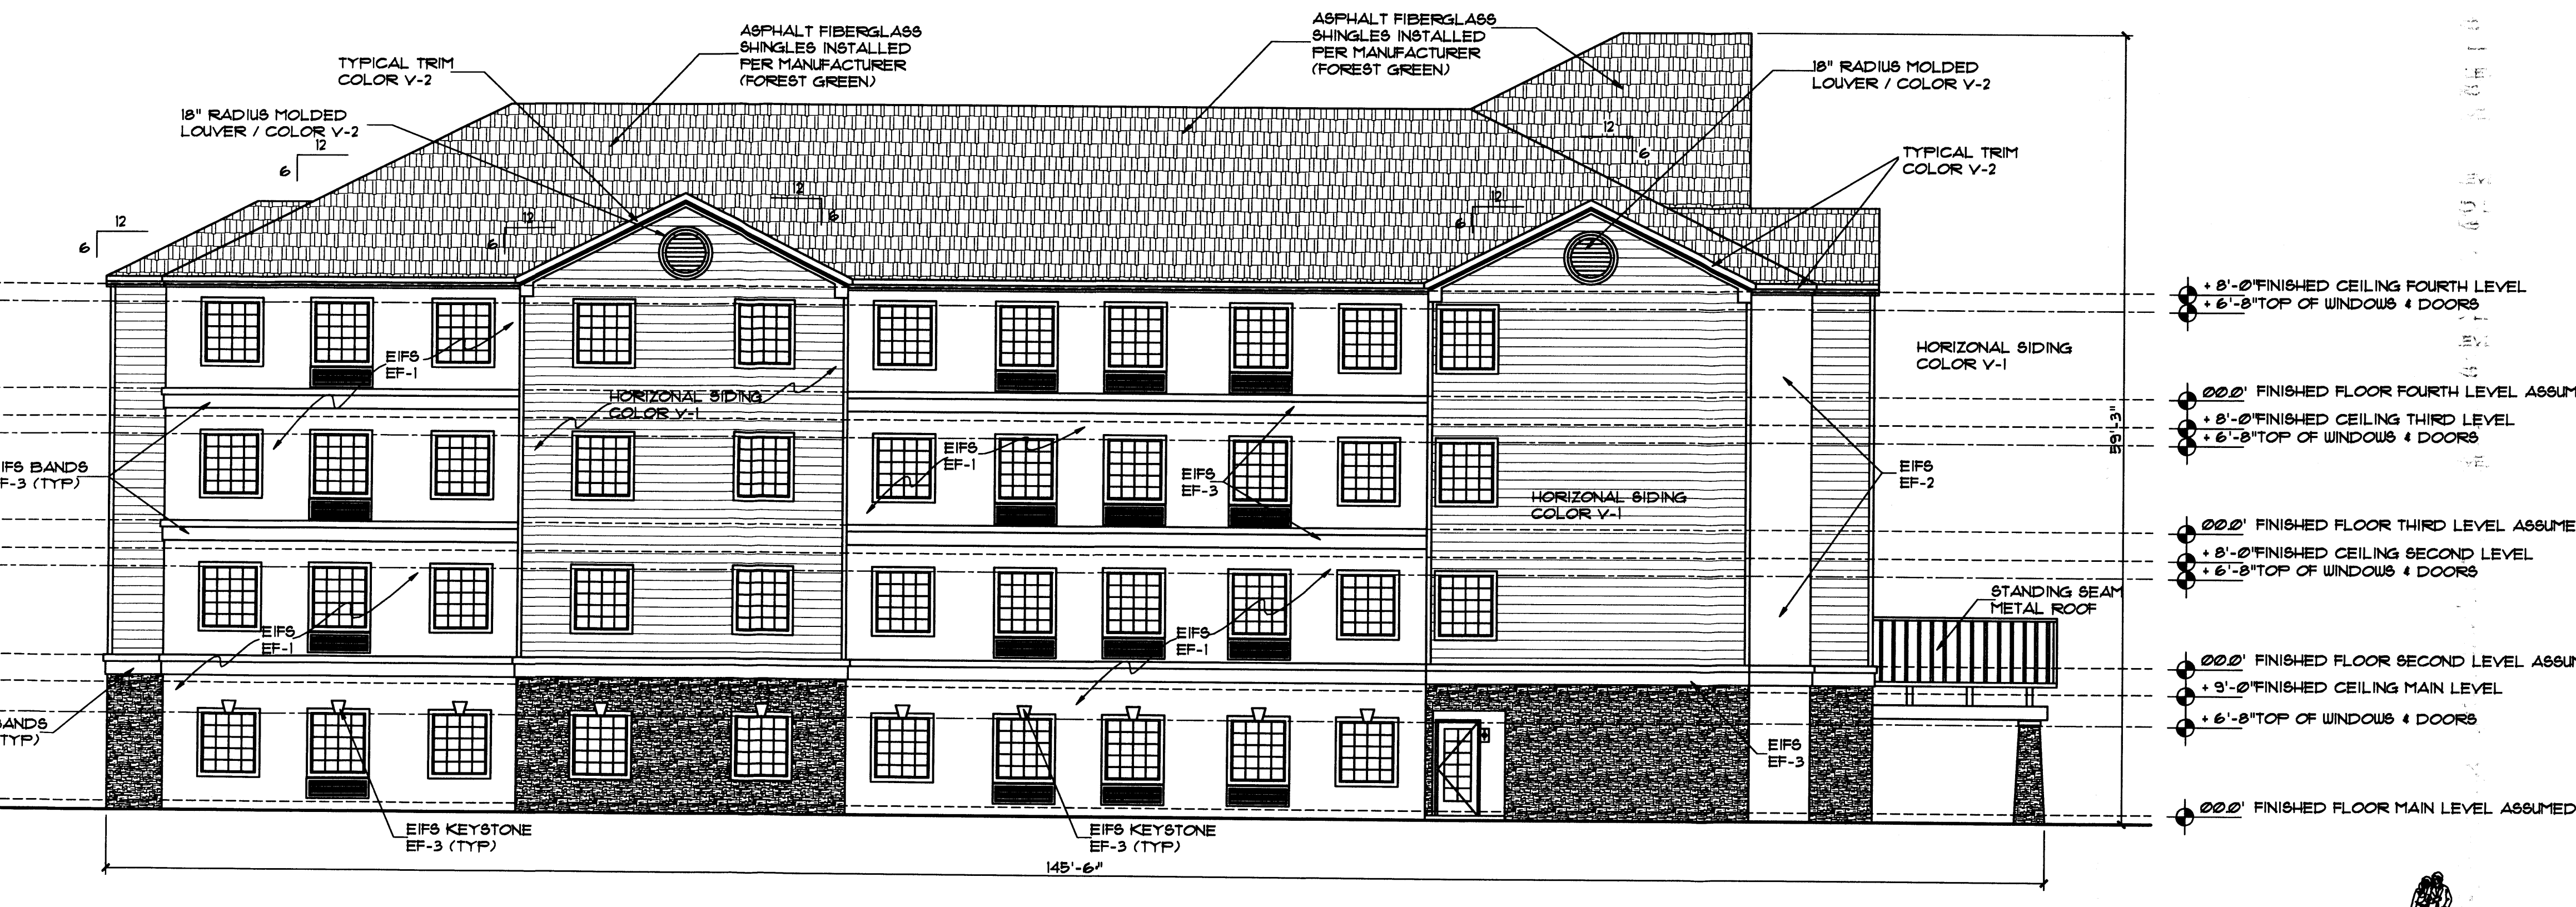 ASPHALT FIBERGLASS
SHINGLES INSTALLED
PER MANUFACTURER
(FOREST GREEN)
ASPHALT FIBERGLASS
SHINGLES INSTALLED
PER MANUFACTURER
(FOREST GREEN)
TYPICAL TRIM
COLOR V-2
18" RADIUS MOLDED
LOUVER / COLOR V-2
18" RADIUS MOLDED
LOUVER / COLOR V-2
TYPICAL TRIM
COLOR V-2
12
6
12
6
12
6
2
6
12
6
12
6
+ 8'-0" FINISHED CEILING FOURTH LEVEL
+ 6'-8" TOP OF WINDOWS & DOORS
HORIZONAL SIDING
COLOR V-1
EIFS
EF-1
HORIZONAL SIDING
COLOR V-1
00.0' FINISHED FLOOR FOURTH LEVEL ASSUM
+ 8'-0" FINISHED CEILING THIRD LEVEL
+ 6'-8" TOP OF WINDOWS & DOORS
59'-3"
IFS BANDS
F-3 (TYP)
EIFS
EF-1
EIFS
EF-3
EIFS
EF-2
HORIZONAL SIDING
COLOR V-1
00.0' FINISHED FLOOR THIRD LEVEL ASSUME
+ 8'-0" FINISHED CEILING SECOND LEVEL
+ 6'-8" TOP OF WINDOWS & DOORS
STANDING SEAM
METAL ROOF
EIFS
EF-1
EIFS
EF-1
00.0' FINISHED FLOOR SECOND LEVEL ASSU
+ 9'-0" FINISHED CEILING MAIN LEVEL
+ 6'-8" TOP OF WINDOWS & DOORS
BANDS
TYP)
EIFS
EF-3
00.0' FINISHED FLOOR MAIN LEVEL ASSUMED
EIFS KEYSTONE
EF-3 (TYP)
EIFS KEYSTONE
EF-3 (TYP)
145'-6"